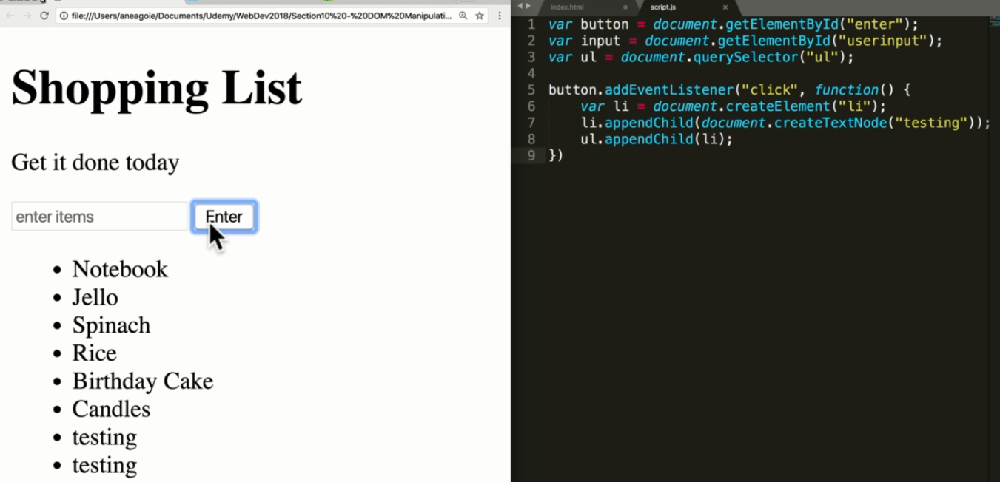 file:///Users/aneagoie/Documents/Udemy/WebDev2018/Section10%20-%20DOM%20Manipulati...
Shopping List
Get it done today
enter items
Enter
• Notebook
• Jello
• Spinach
• Rice
• Birthday Cake
• Candles
• testing
• testing
index.html
script.js
1 var button = document.getElementById("enter");
2 var input = document.getElementById("userinput");
3 var ul = document.querySelector("ul");
4
5 button.addEventListener("click", function() {
6     var li = document.createElement("li");
7     li.appendChild(document.createTextNode("testing"));
8     ul.appendChild(li);
9 })